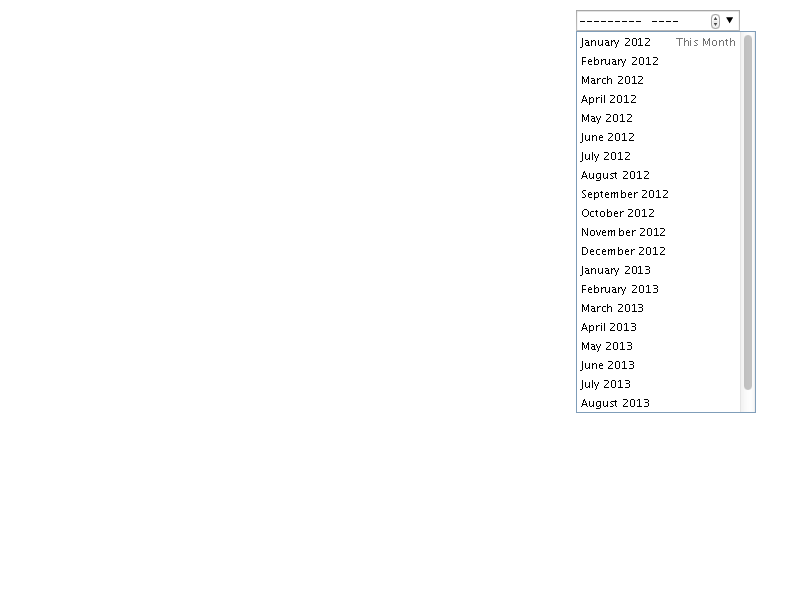 --------- ----
January 2012 This Month
February 2012
March 2012
April 2012
May 2012
June 2012
July 2012
August 2012
September 2012
October 2012
November 2012
December 2012
January 2013
February 2013
March 2013
April 2013
May 2013
June 2013
July 2013
August 2013